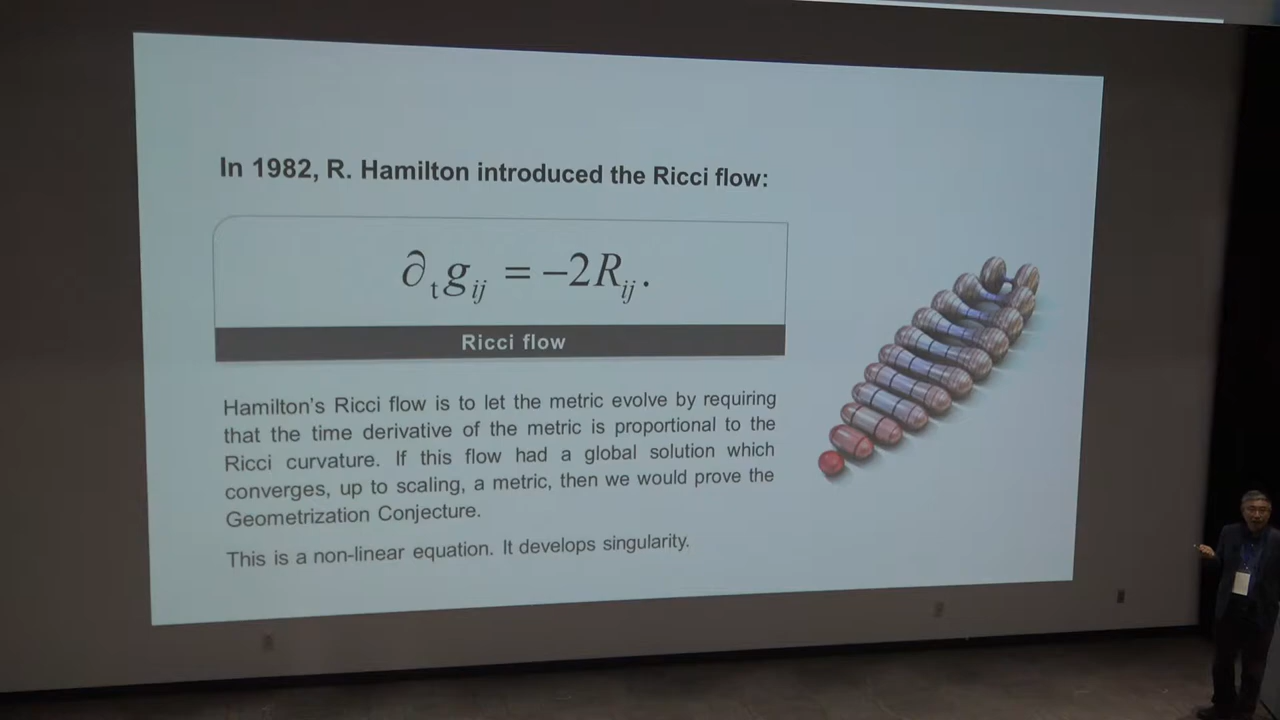 In 1982, R. Hamilton introduced the Ricci flow:
∂ₜgᵢⱼ = −2Rᵢⱼ.
Ricci flow
Hamilton's Ricci flow is to let the metric evolve by requiring
that the time derivative of the metric is proportional to the
Ricci curvature. If this flow had a global solution which
converges, up to scaling, a metric, then we would prove the
Geometrization Conjecture.
This is a non-linear equation. It develops singularity.